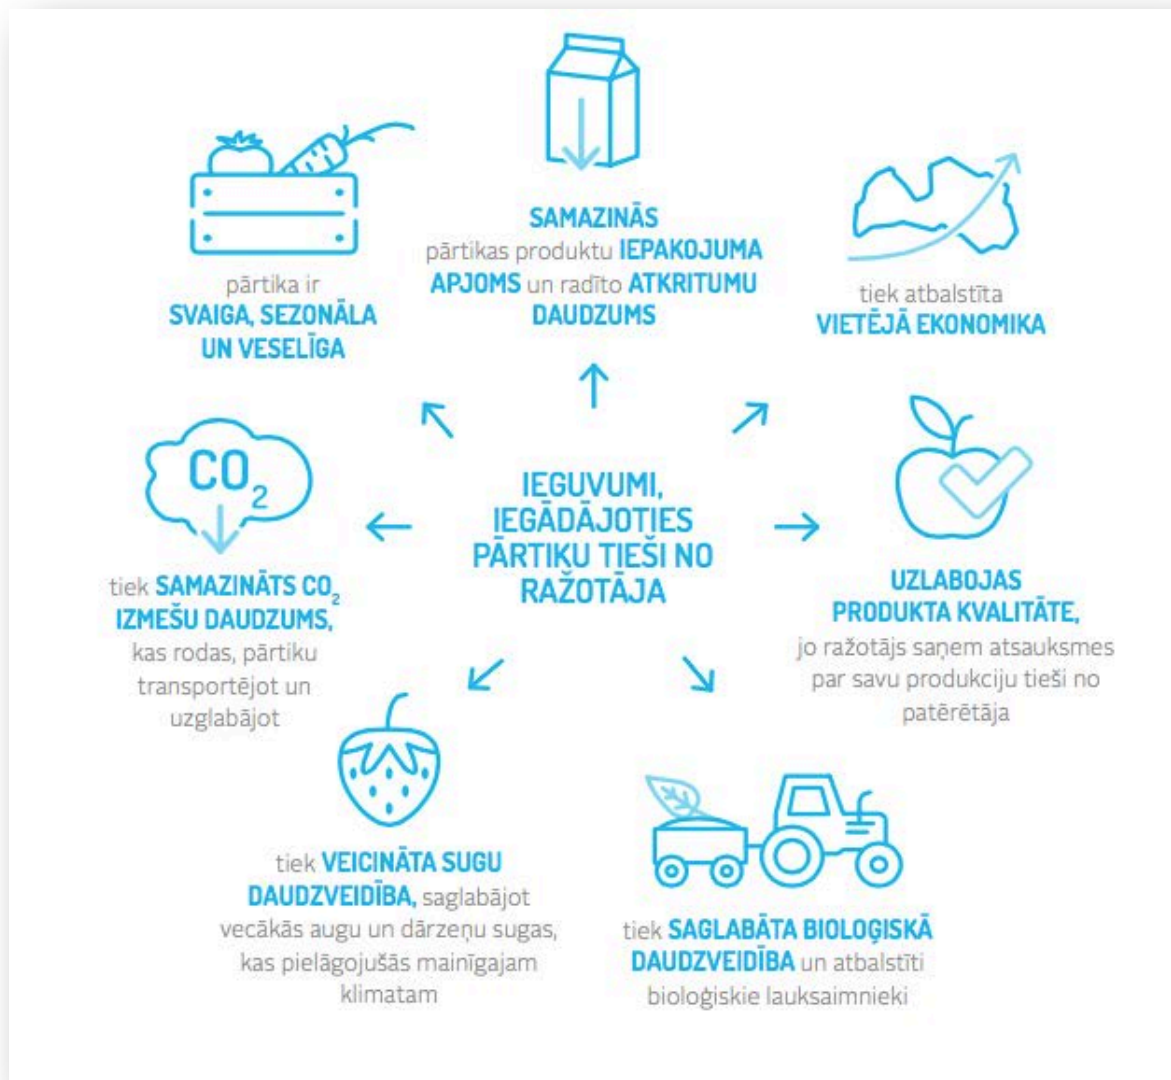 SAMAZINĀS
pārtikas produktu IEPAKOJUMA
APJOMS un radīto ATKRITUMU
DAUDZUMS
pārtika ir
SVAIGA, SEZONĀLA
UN VESELĪGA
tiek atbalstīta
VIETĒJĀ EKONOMIKA
CO₂
IEGUVUMI,
IEGĀDĀJOTIES
PĀRTIKU TIEŠI NO
RAŽOTĀJA
tiek SAMAZINĀTS CO₂
IZMEŠU DAUDZUMS,
kas rodas, pārtiku
transportējot un
uzglabājot
UZLABOJAS
PRODUKTA KVALITĀTE,
jo ražotājs saņem atsauksmes
par savu produkciju tieši no
patērētāja
tiek VEICINĀTA SUGU
DAUDZVEIDĪBA, saglabājot
vecākās augu un dārzeņu sugas,
kas pielāgojušās mainīgajam
klimatam
tiek SAGLABĀTA BIOLOĢISKĀ
DAUDZVEIDĪBA un atbalstīti
bioloģiskie lauksaimnieki